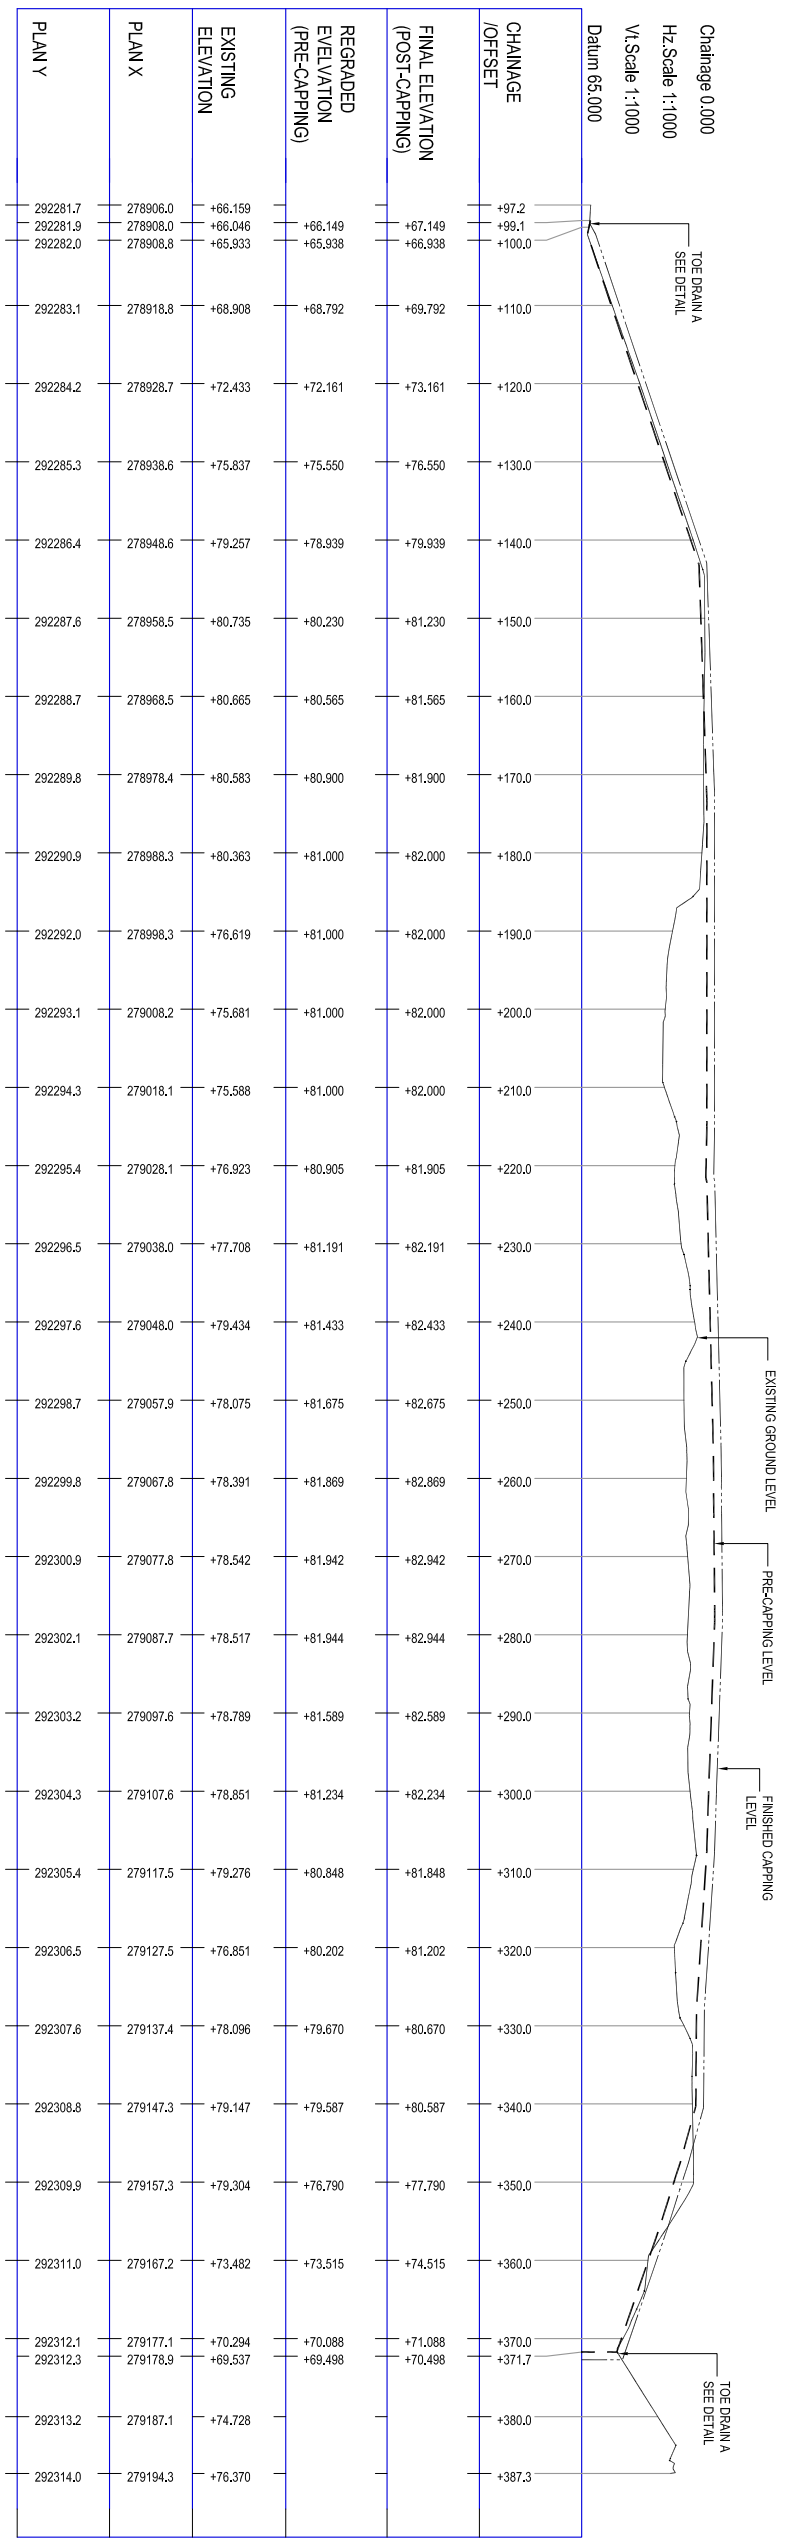 EXISTING GROUND LEVEL
PRE-CAPPING LEVEL
FINISHED CAPPING
LEVEL
TOE DRAIN A
SEE DETAIL
TOE DRAIN A
SEE DETAIL
Chainage 0.000
Hz.Scale 1:1000
Vt.Scale 1:1000
Datum 65.000
CHAINAGE
/OFFSET
+97.2 +99.1 +100.0 +110.0 +120.0 +130.0 +140.0 +150.0 +160.0 +170.0 +180.0 +190.0 +200.0 +210.0 +220.0 +230.0 +240.0 +250.0 +260.0 +270.0 +280.0 +290.0 +300.0 +310.0 +320.0 +330.0 +340.0 +350.0 +360.0 +370.0 +371.7 +380.0 +387.3
FINAL ELEVATION
(POST-CAPPING)
+67.149 +66.938 +69.792 +73.161 +76.550 +79.939 +81.230 +81.565 +81.900 +82.000 +82.000 +82.000 +82.000 +81.905 +82.191 +82.433 +82.675 +82.869 +82.942 +82.944 +82.589 +82.234 +81.848 +81.202 +80.670 +80.587 +77.790 +74.515 +71.088 +70.498
REGRADED
EVELVATION
(PRE-CAPPING)
+66.149 +65.938 +68.792 +72.161 +75.550 +78.939 +80.230 +80.565 +80.900 +81.000 +81.000 +81.000 +81.000 +80.905 +81.191 +81.433 +81.675 +81.869 +81.942 +81.944 +81.589 +81.234 +80.848 +80.202 +79.670 +79.587 +76.790 +73.515 +70.088 +69.498
EXISTING
ELEVATION
+66.159 +66.046 +65.933 +68.908 +72.433 +75.837 +79.257 +80.735 +80.665 +80.583 +80.363 +76.619 +75.681 +75.588 +76.923 +77.708 +79.434 +78.075 +78.391 +78.542 +78.517 +78.789 +78.851 +79.276 +76.851 +78.096 +79.147 +79.304 +73.482 +70.294 +69.537 +74.728 +76.370
PLAN X
278906.0 278908.0 278908.8 278918.8 278928.7 278938.6 278948.6 278958.5 278968.5 278978.4 278988.3 278998.3 279008.2 279018.1 279028.1 279038.0 279048.0 279057.9 279067.8 279077.8 279087.7 279097.6 279107.6 279117.5 279127.5 279137.4 279147.3 279157.3 279167.2 279177.1 279178.9 279187.1 279194.3
PLAN Y
292281.7 292281.9 292282.0 292283.1 292284.2 292285.3 292286.4 292287.6 292288.7 292289.8 292290.9 292292.0 292293.1 292294.3 292295.4 292296.5 292297.6 292298.7 292299.8 292300.9 292302.1 292303.2 292304.3 292305.4 292306.5 292307.6 292308.8 292309.9 292311.0 292312.1 292312.3 292313.2 292314.0